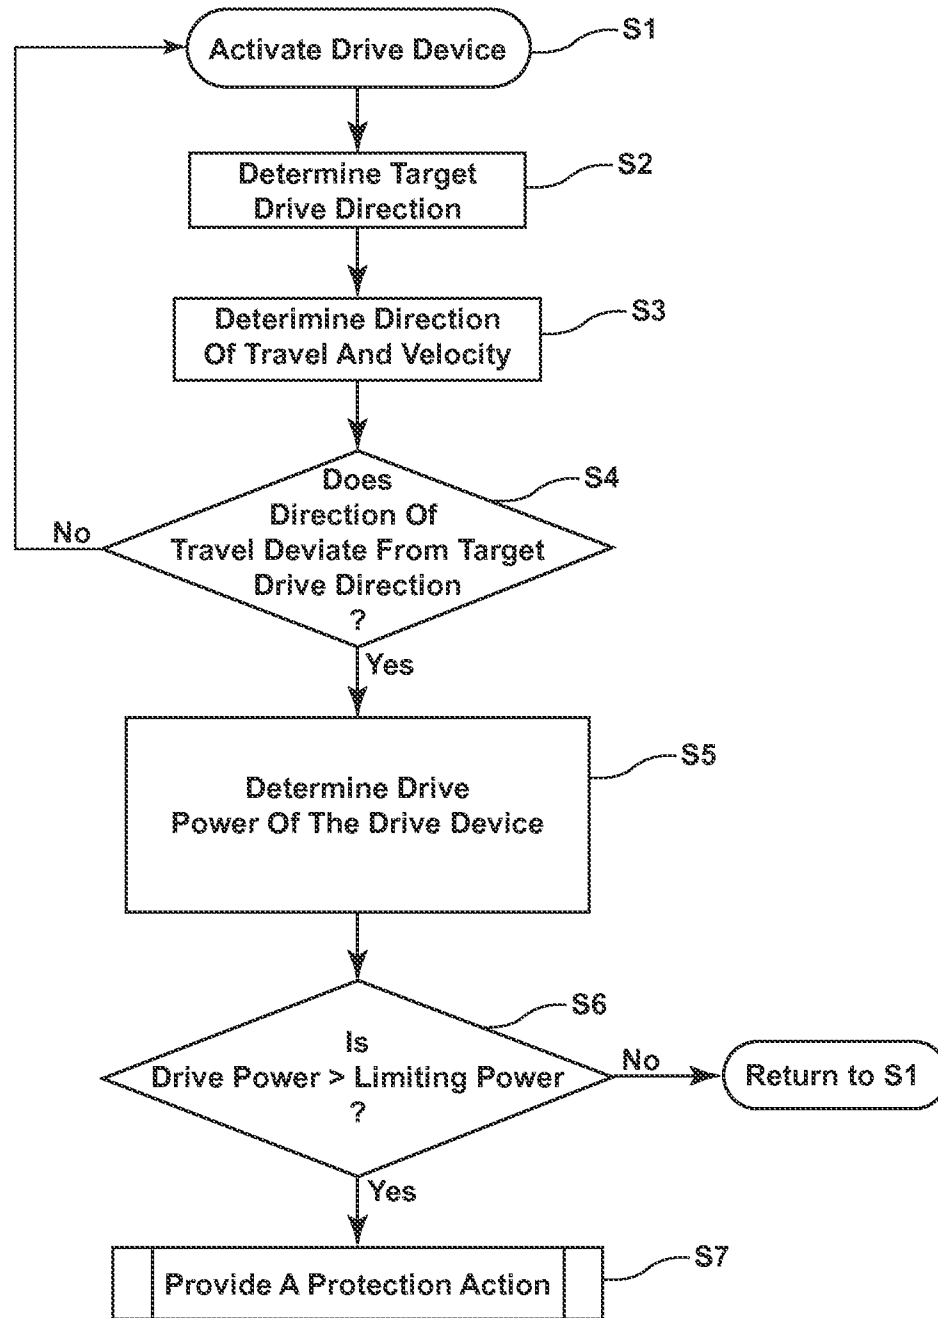 Activate Drive Device
S1
Determine Target
Drive Direction
S2
Deterimine Direction
Of Travel And Velocity
S3
Does
Direction Of
Travel Deviate From Target
Drive Direction
?
S4
No
Yes
Determine Drive
Power Of The Drive Device
S5
Is
Drive Power > Limiting Power
?
S6
No
Return to S1
Yes
Provide A Protection Action
S7